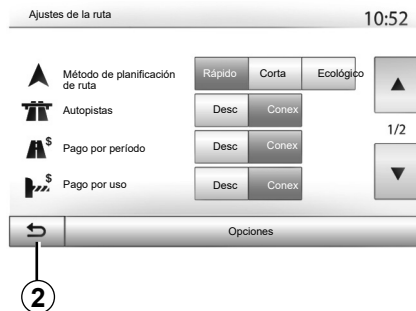 Ajustes de la ruta 10:52
Método de planificación de ruta Rápido Corta Ecológico
Autopistas Desc Conex
1/2
$ Pago por período Desc Conex
$ Pago por uso Desc Conex
Opciones
2